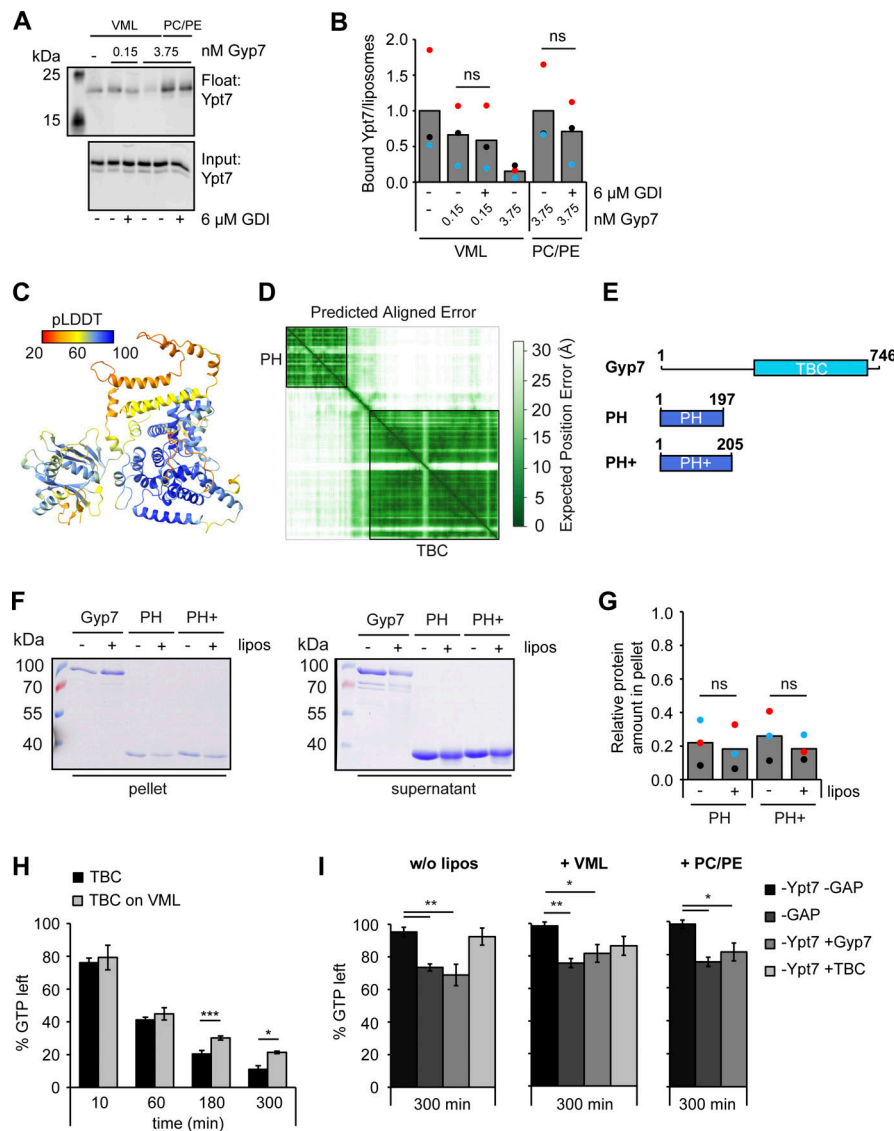 A
VML PC/PE
kDa - 0.15 3.75 nM Gyp7
25
15
Float:
Ypt7
Input:
Ypt7
- - + - - + 6 µM GDI
B
Bound Ypt7/liposomes
2.0
1.5
1.0
0.5
0.0
ns
ns
- - + - - + 6 µM GDI
- 0.15 0.15 3.75 3.75 3.75 nM Gyp7
VML PC/PE
C
pLDDT
20 60 100
D
Predicted Aligned Error
PH
TBC
30
25
20
15
10
5
0
Expected Position Error (Å)
E
Gyp7 1 TBC 746
PH 1 PH 197
PH+ 1 PH+ 205
F
Gyp7 PH PH+
kDa - + - + - + lipos
100
70
55
40
pellet
Gyp7 PH PH+
kDa - + - + - + lipos
100
70
55
40
supernatant
G
Relative protein
amount in pellet
1.0
0.8
0.6
0.4
0.2
0.0
ns
ns
- + - + lipos
PH PH+
H
TBC
TBC on VML
% GTP left
100
80
60
40
20
0
***
*
10 60 180 300
time (min)
I
w/o lipos + VML + PC/PE
% GTP left
100
80
60
40
20
0
**
**
*
*
300 min 300 min 300 min
-Ypt7 -GAP
-GAP
-Ypt7 +Gyp7
-Ypt7 +TBC